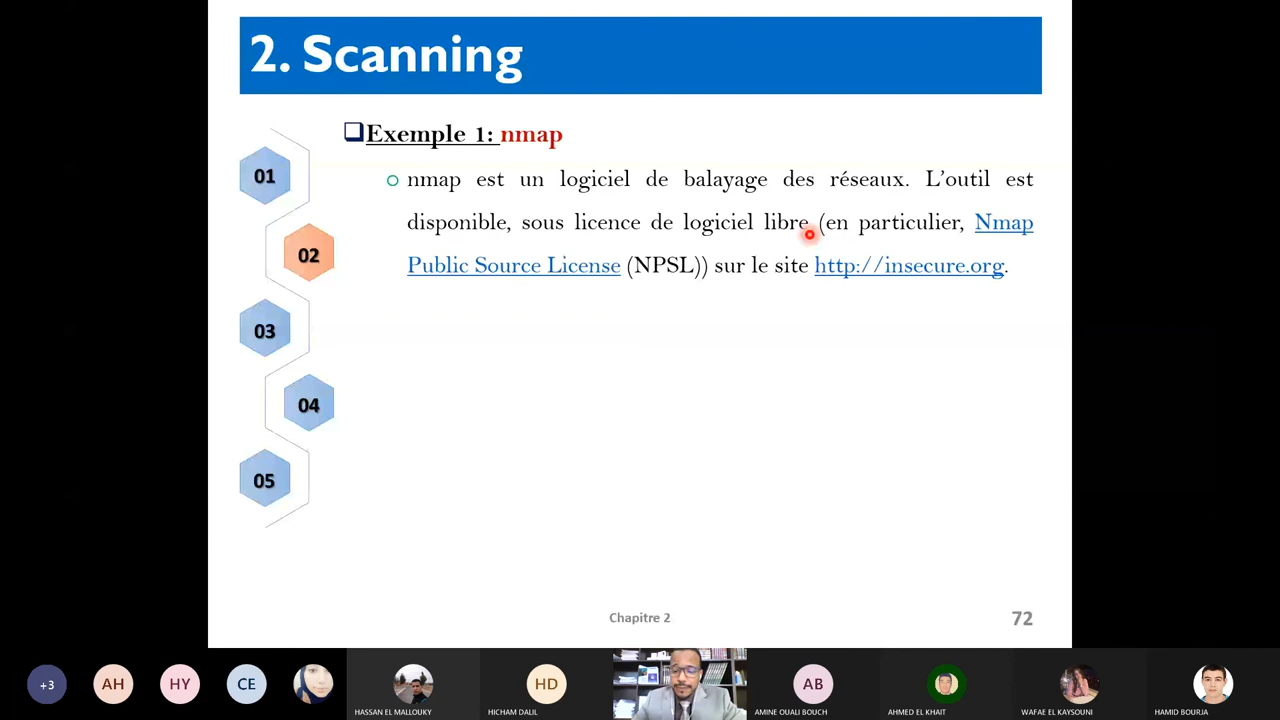 2. Scanning
Exemple 1: nmap
01
02
03
04
05
nmap est un logiciel de balayage des réseaux. L’outil est
disponible, sous licence de logiciel libre (en particulier, Nmap
Public Source License (NPSL)) sur le site http://insecure.org.
Chapitre 2
72
+3
AH
HY
CE
HASSAN EL MALLOUKY
HD
HICHAM DALIL
AB
AMINE OUALI BOUCH
AHMED EL KHAIT
WAFAE EL KAYSOUNI
HAMID BOURJA